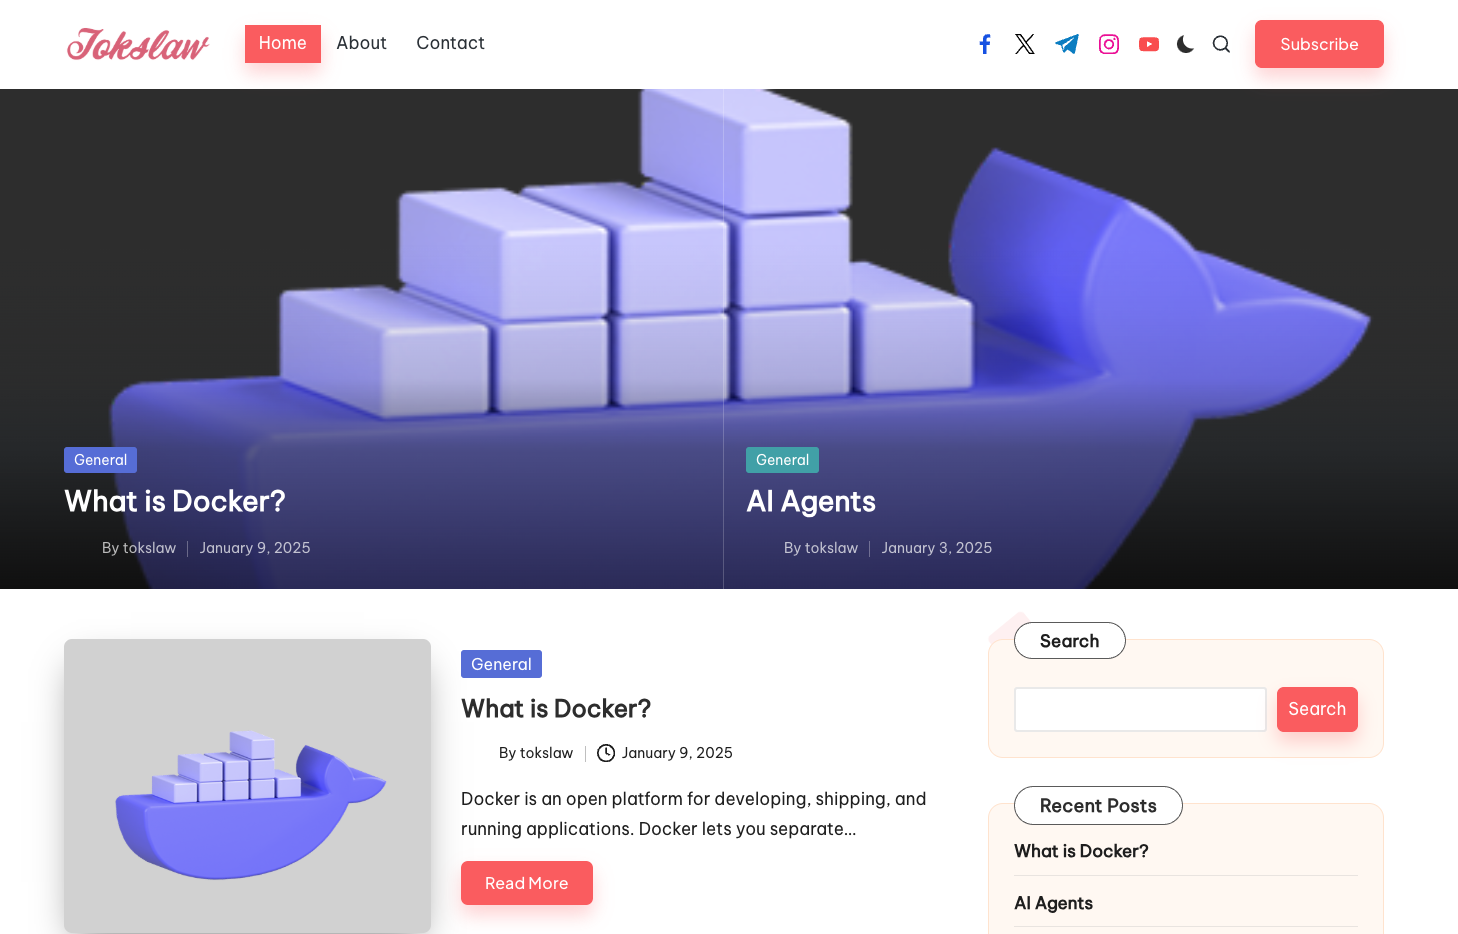 Tokslaw
Home
About
Contact
Subscribe
General
What is Docker?
By tokslaw
January 9, 2025
General
AI Agents
By tokslaw
January 3, 2025
General
What is Docker?
By tokslaw
January 9, 2025
Docker is an open platform for developing, shipping, and
running applications. Docker lets you separate…
Read More
Search
Search
Recent Posts
What is Docker?
AI Agents